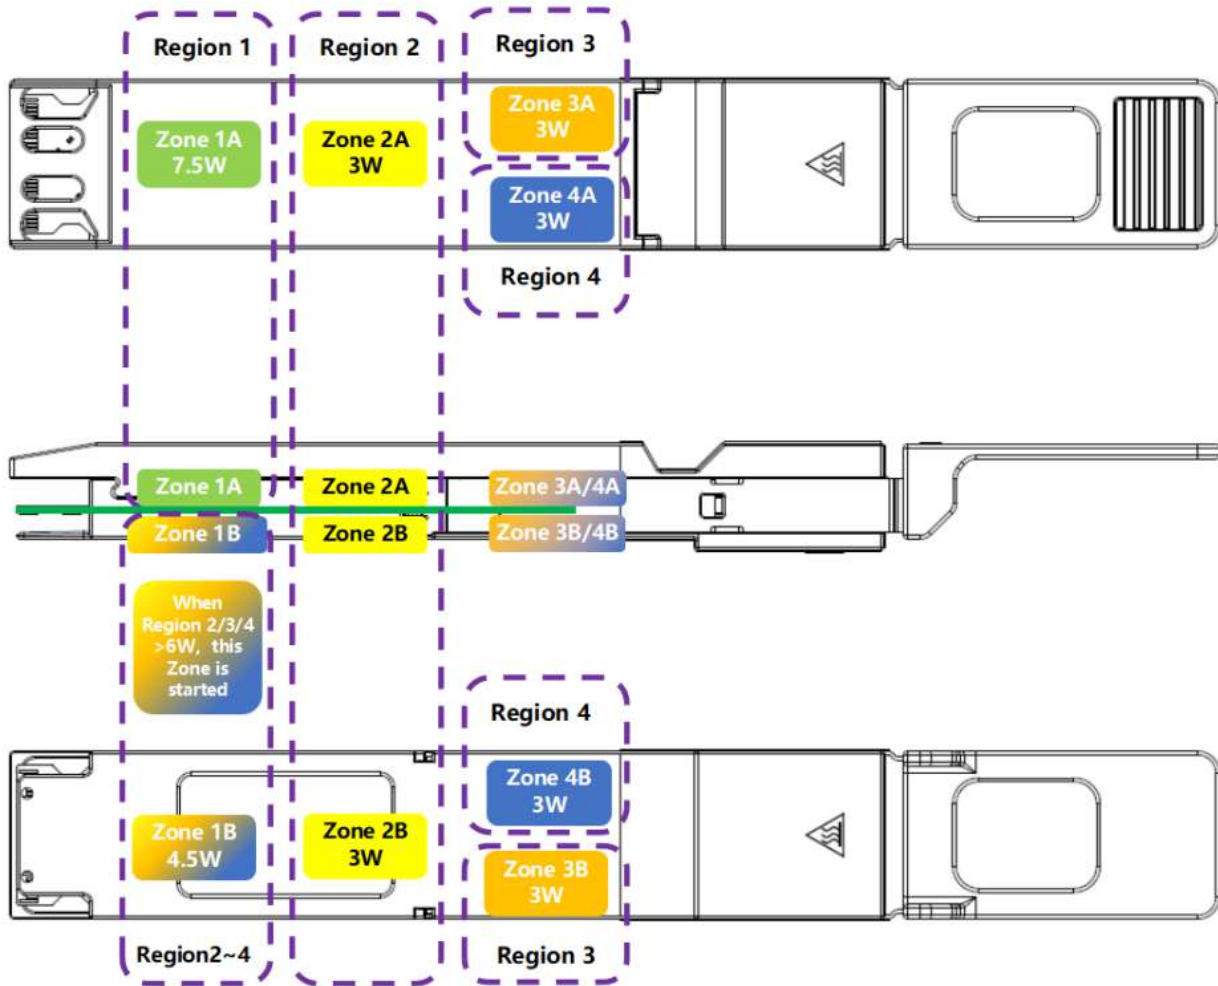 Region 1
Region 2
Region 3
Zone 1A
7.5W
Zone 2A
3W
Zone 3A
3W
Zone 4A
3W
Region 4
Zone 1A
Zone 2A
Zone 3A/4A
Zone 1B
Zone 2B
Zone 3B/4B
When
Region 2/3/4
>6W, this
Zone is
started
Region 4
Zone 4B
3W
Zone 1B
4.5W
Zone 2B
3W
Zone 3B
3W
Region2~4
Region 3